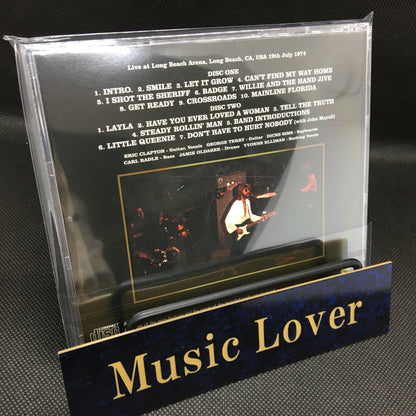 Live at Long Beach Arena, Long Beach, CA, USA 19th July 1974
DISC ONE
1. INTRO. 2. SMILE 3. LET IT GROW 4. CAN'T FIND MY WAY HOME
5. I SHOT THE SHERIFF 6. BADGE 7. WILLIE AND THE HAND JIVE
8. GET READY 9. CROSSROADS 10. MAINLINE FLORIDA
DISC TWO
1. LAYLA 2. HAVE YOU EVER LOVED A WOMAN 3. TELL THE TRUTH
4. STEADY ROLLIN' MAN 5. BAND INTRODUCTIONS
6. LITTLE QUEENIE 7. DON'T HAVE TO HURT NOBODY (with John Mayall)
ERIC CLAPTON - Guitar, Vocals GEORGE TERRY - Guitar DICKE SIMS - Keyboards
CARL RADLE - Bass JAMIE OLDAKER - Drums YVONNE ELLIMAN - Backing Vocals
COMPACT
disc
Music Lover